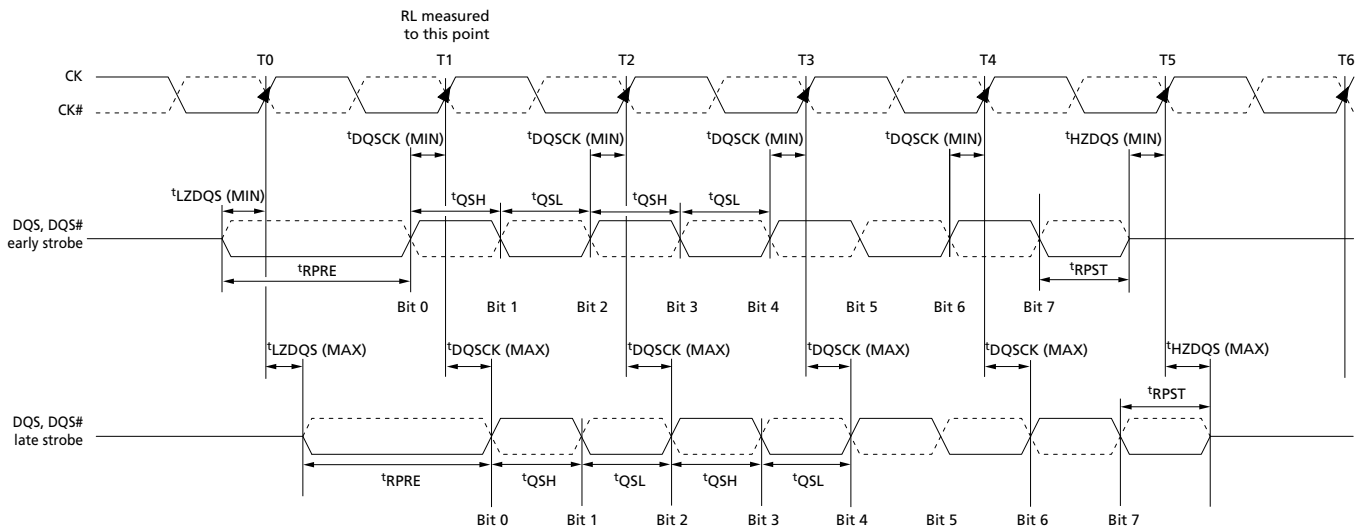 RL measured
to this point
T0 T1 T2 T3 T4 T5 T6
CK
CK#
tDQSCK (MIN) tDQSCK (MIN) tDQSCK (MIN) tDQSCK (MIN) tHZDQS (MIN)
tLZDQS (MIN)
tQSH tQSL tQSH tQSL
DQS, DQS#
early strobe
tRPRE tRPST
Bit 0 Bit 1 Bit 2 Bit 3 Bit 4 Bit 5 Bit 6 Bit 7
tLZDQS (MAX) tDQSCK (MAX) tDQSCK (MAX) tDQSCK (MAX) tDQSCK (MAX) tHZDQS (MAX)
tRPST
DQS, DQS#
late strobe
tRPRE tQSH tQSL tQSH tQSL
Bit 0 Bit 1 Bit 2 Bit 3 Bit 4 Bit 5 Bit 6 Bit 7